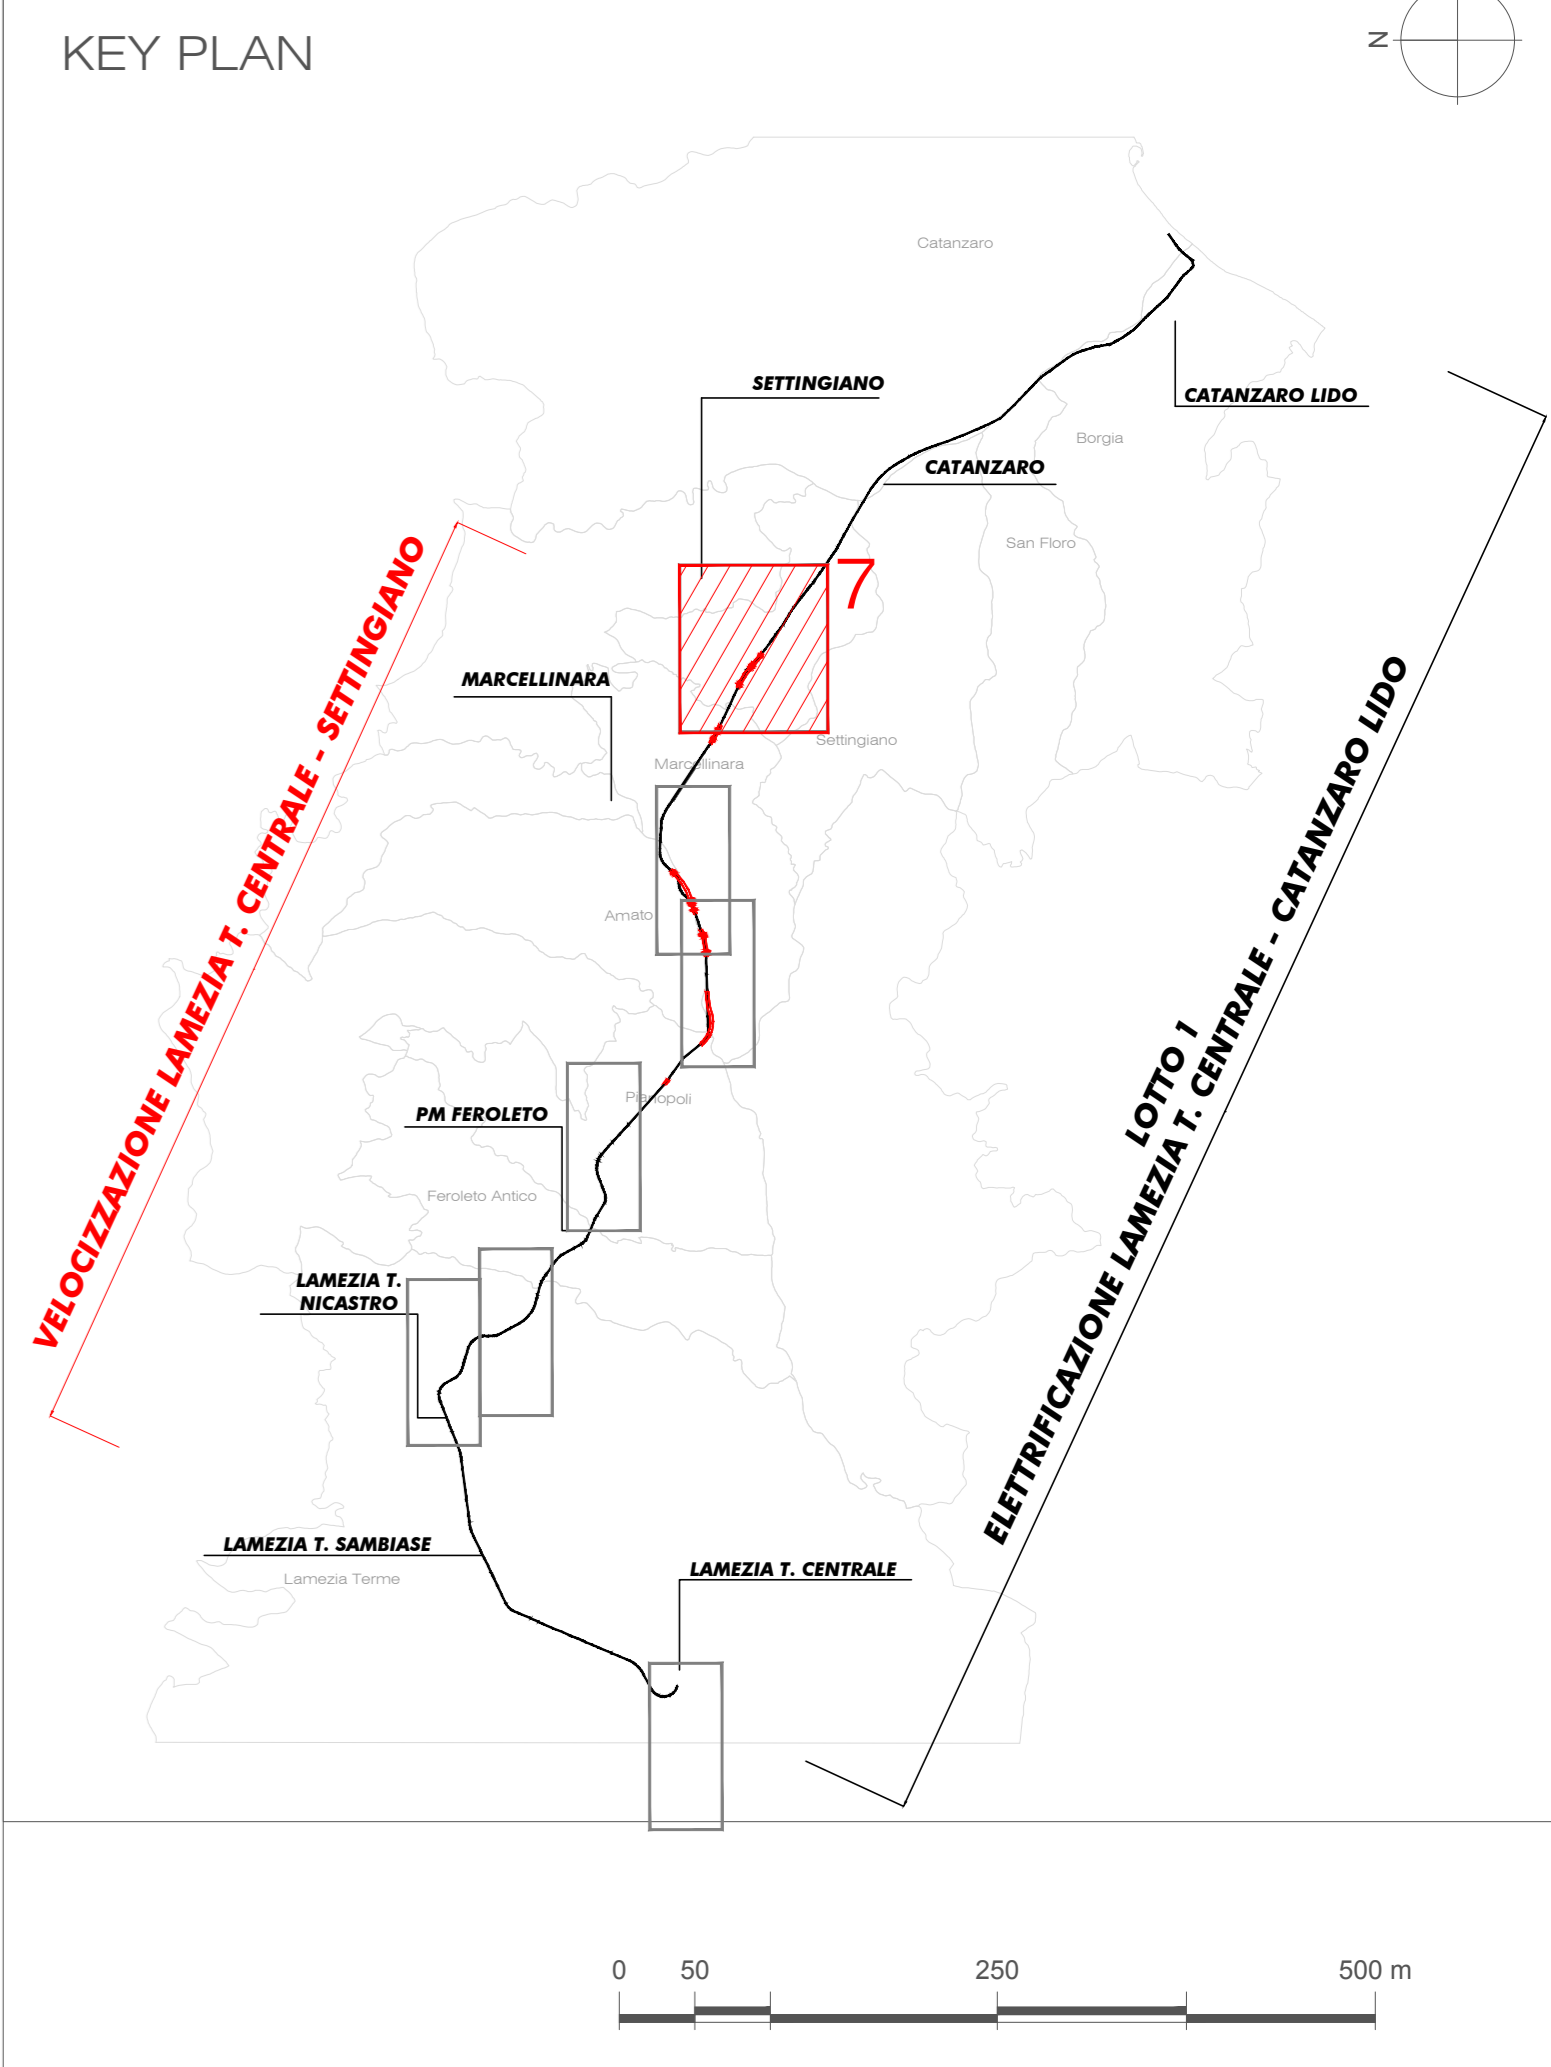 KEY PLAN
Z
Catanzaro
SETTINGIANO
CATANZARO LIDO
Borgia
CATANZARO
San Floro
7
MARCELLINARA
Settingiano
Marcellinara
VELOCIZZAZIONE LAMEZIA T. CENTRALE - SETTINGIANO
Amato
LOTTO 1
ELETTRIFICAZIONE LAMEZIA T. CENTRALE - CATANZARO LIDO
Pianopoli
PM FEROLETO
Feroleto Antico
LAMEZIA T.
NICASTRO
LAMEZIA T. SAMBIASE
Lamezia Terme
LAMEZIA T. CENTRALE
0 50 250 500 m